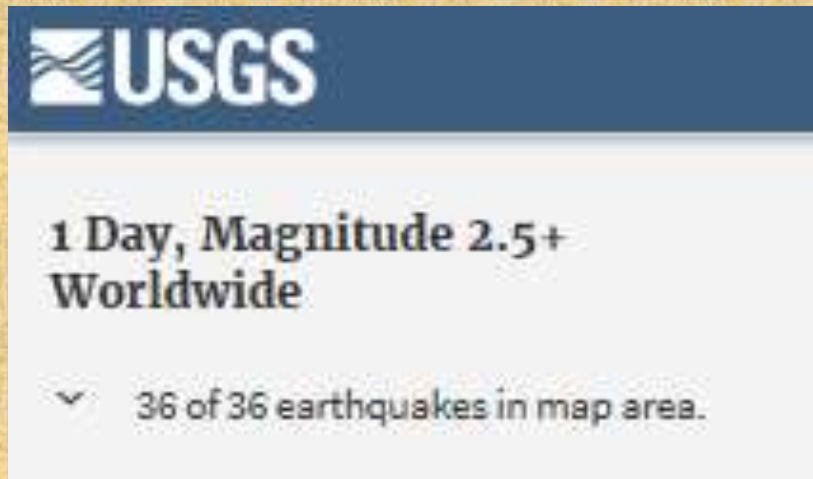 USGS
1 Day, Magnitude 2.5+
Worldwide
36 of 36 earthquakes in map area.